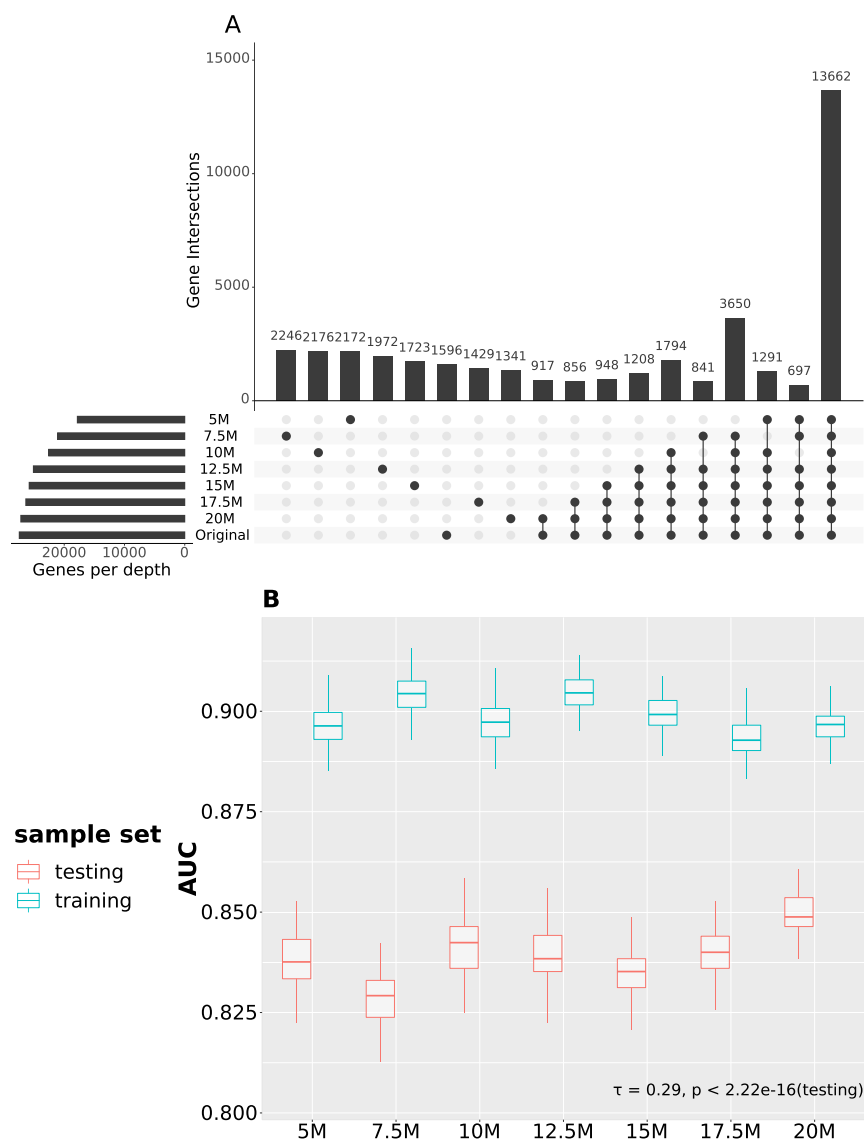 A
15000
10000
5000
0
Gene Intersections
2246 2176 2172 1972 1723 1596 1429 1341 917 856 948 1208 1794 841 3650 1291 697 13662
5M
7.5M
10M
12.5M
15M
17.5M
20M
Original
20000 10000 0
Genes per depth
B
0.900
0.875
0.850
0.825
0.800
AUC
sample set
testing
training
τ = 0.29, p < 2.22e-16(testing)
5M 7.5M 10M 12.5M 15M 17.5M 20M